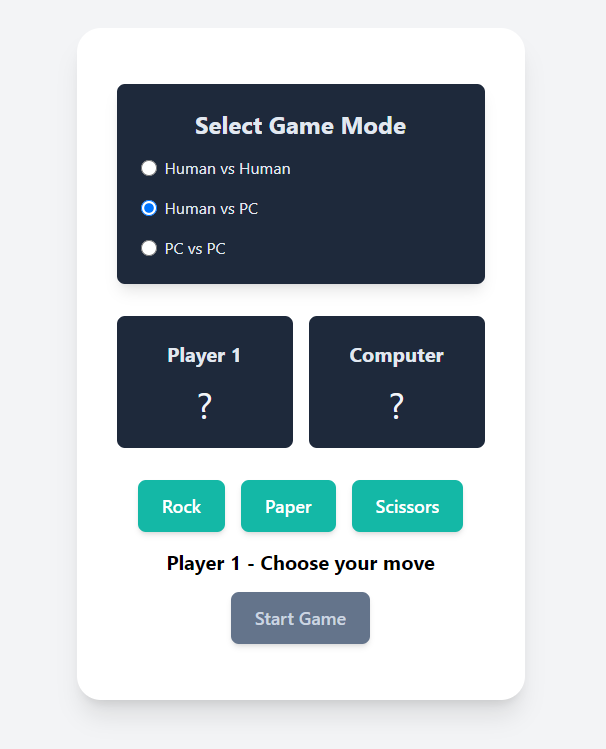 Select Game Mode
Human vs Human
Human vs PC
PC vs PC
Player 1
Computer
?
?
Rock
Paper
Scissors
Player 1 - Choose your move
Start Game